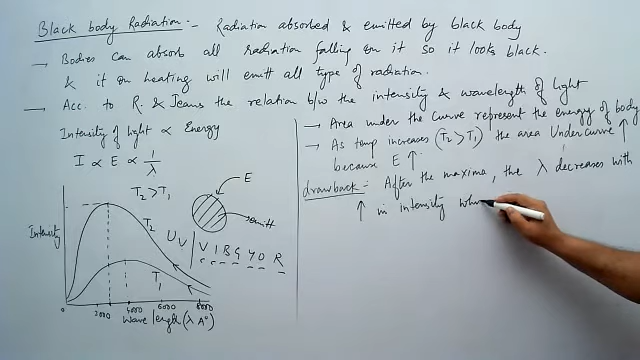 Black body Radiation :- Radiation absorbed & emitted by black body
→ Bodies can absorb all radiation falling on it so it looks black.
& it on heating will emitt all type of radiation.
→ Acc. to R. & Jeans the relation b/w the intensity & wavelength of light
Intensity of light ∝ Energy
I ∝ E ∝ 1/λ
T₂ > T₁
E
emitt
T₂
T₁
UV | V I B G Y O R
Intensity
0 2000 4000 6000 8000
Wave length (λ A°)
→ Area under the curve represent the energy of body
→ As temp increases (T₂ > T₁) the area under curve ↑
because E ↑.
drawback :- After the maxima, the λ decreases with
↑ in intensity wh